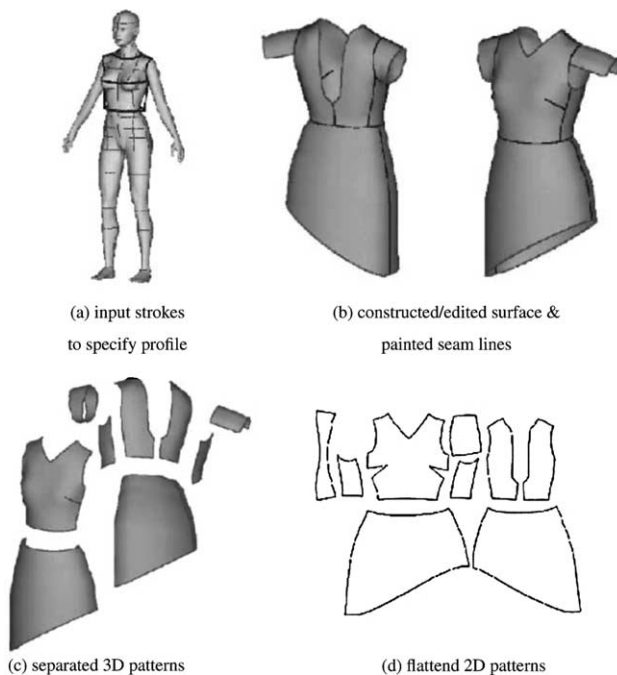 (a) input strokes
to specify profile
(b) constructed/edited surface &
painted seam lines
(c) separated 3D patterns
(d) flattend 2D patterns